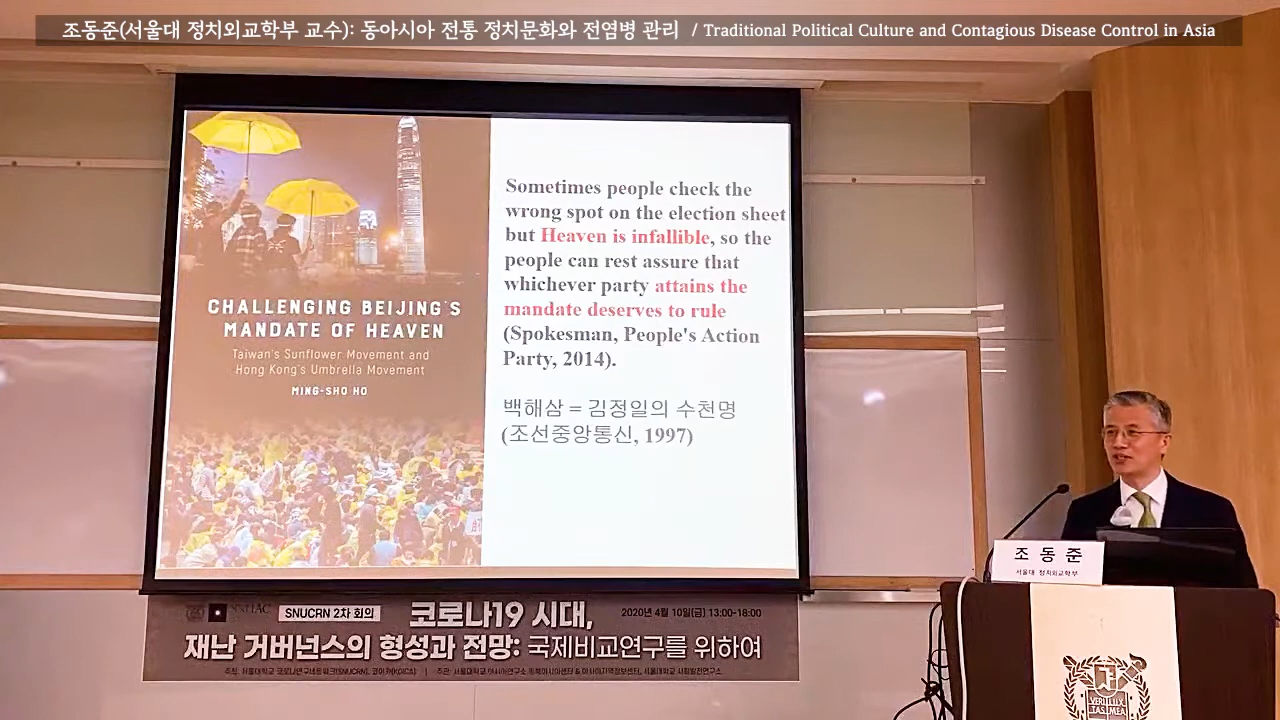 조동준(서울대 정치외교학부 교수): 동아시아 전통 정치문화와 전염병 관리 / Traditional Political Culture and Contagious Disease Control in Asia
CHALLENGING BEIJING'S
MANDATE OF HEAVEN
Taiwan's Sunflower Movement and
Hong Kong's Umbrella Movement
MING-SHO HO
Sometimes people check the
wrong spot on the election sheet
but Heaven is infallible, so the
people can rest assure that
whichever party attains the
mandate deserves to rule
(Spokesman, People's Action
Party, 2014).
백해삼 = 김정일의 수천명
(조선중앙통신, 1997)
조 동 준
서울대 정치외교학부
SNUAC
SNUCRN 2차 회의
코로나19 시대,
2020년 4월 10일(금) 13:00-18:00
재난 거버넌스의 형성과 전망: 국제비교연구를 위하여
VERI LUX
TAS MEA